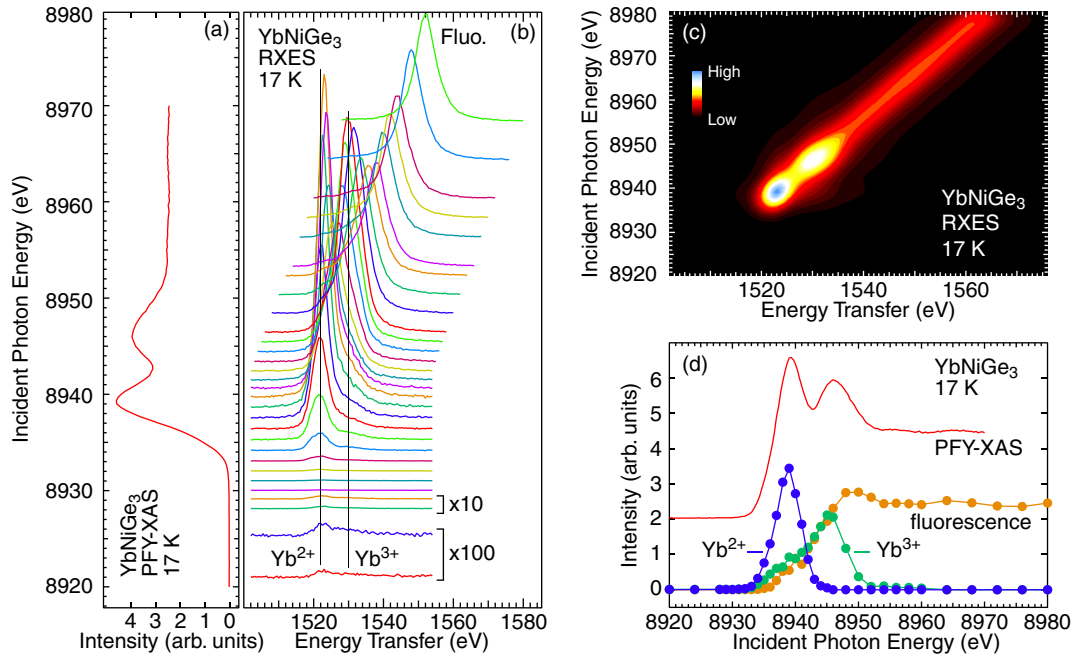 (a)
Incident Photon Energy (eV)
8980
8970
8960
8950
8940
8930
8920
YbNiGe3
PFY-XAS
17 K
4 3 2 1 0
Intensity (arb. units)
(b)
YbNiGe3
RXES
17 K
Fluo.
x10
x100
Yb2+
Yb3+
1520 1540 1560 1580
Energy Transfer (eV)
(c)
Incident Photon Energy (eV)
8980
8970
8960
8950
8940
8930
8920
High
Low
YbNiGe3
RXES
17 K
1520 1540 1560
Energy Transfer (eV)
(d)
YbNiGe3
17 K
Intensity (arb. units)
6
5
4
3
2
1
0
PFY-XAS
fluorescence
Yb2+
Yb3+
8920 8930 8940 8950 8960 8970 8980
Incident Photon Energy (eV)